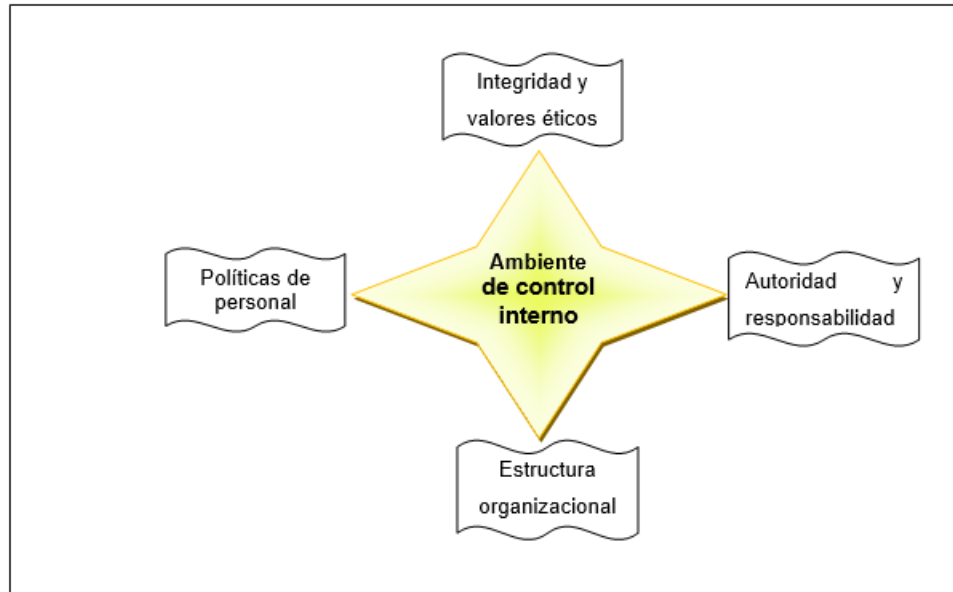 Integridad y
valores éticos
Políticas de
personal
Ambiente
de control
interno
Autoridad y
responsabilidad
Estructura
organizacional